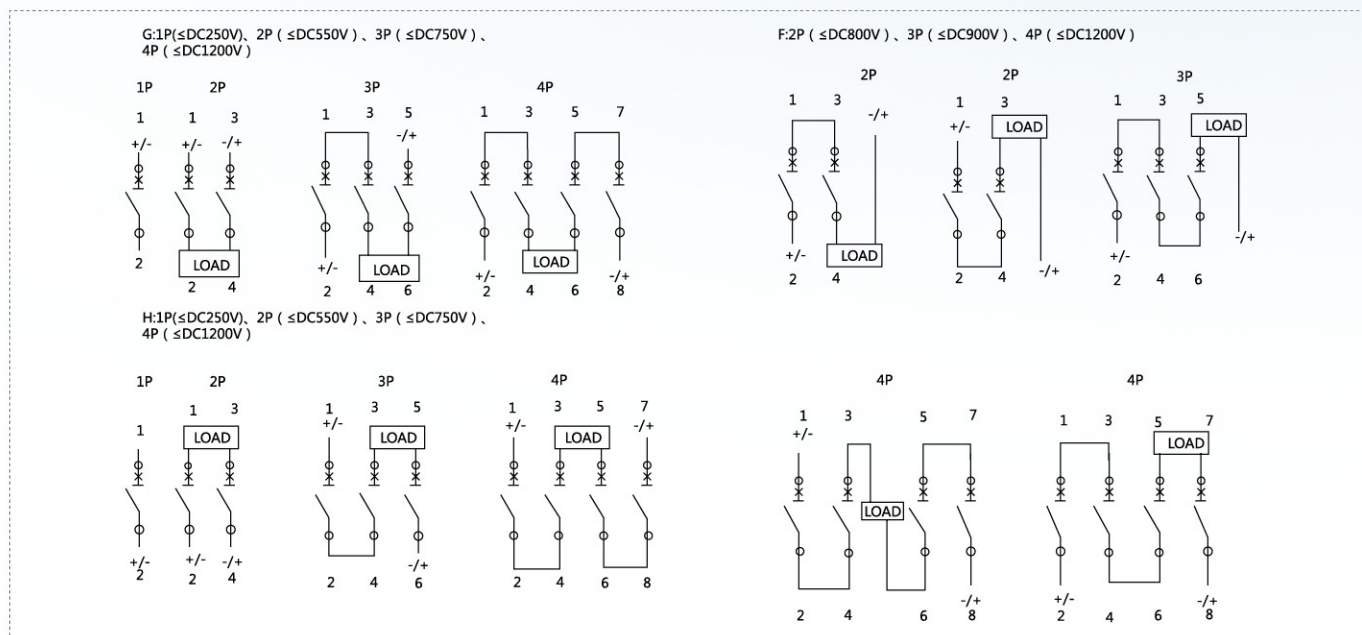 G:1P(≤DC250V)、2P（≤DC550V）、3P（≤DC750V）、
4P（≤DC1200V）
1P 2P 3P 4P
1 1 3 1 3 5 1 3 5 7
+/- +/- -/+ -/+
2 LOAD +/- LOAD +/- LOAD -/+
2 4 2 4 6 2 4 6 8
F:2P（≤DC800V）、3P（≤DC900V）、4P（≤DC1200V）
2P 2P 3P
1 3 -/+ 1 3 1 3 5
+/- LOAD LOAD
+/- LOAD -/+ +/- -/+
2 4 2 4 2 4 6
H:1P(≤DC250V)、2P（≤DC550V）、3P（≤DC750V）、
4P（≤DC1200V）
1P 2P 3P 4P
1 1 3 1 3 5 1 3 5 7
+/- +/- -/+
LOAD LOAD LOAD
+/- +/- -/+ -/+
2 2 4 2 4 6 2 4 6 8
4P 4P
1 3 5 7 1 3 5 7
+/- LOAD
LOAD
-/+ +/- -/+
2 4 6 8 2 4 6 8